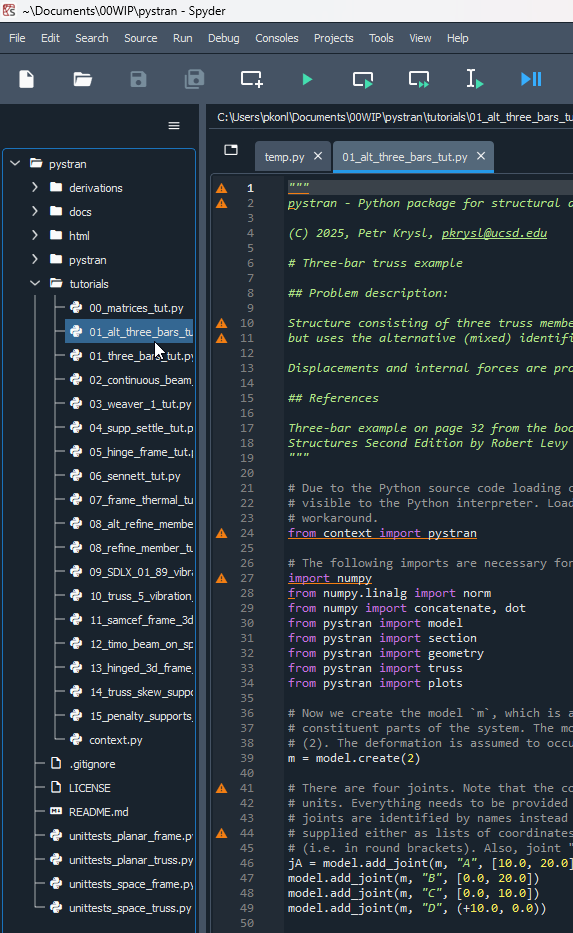 ~\Documents\00WIP\pystran - Spyder
File Edit Search Source Run Debug Consoles Projects Tools View Help
C:\Users\pkonl\Documents\00WIP\pystran\tutorials\01_alt_three_bars_tu
temp.py
01_alt_three_bars_tut.py
pystran
derivations
docs
html
pystran
tutorials
00_matrices_tut.py
01_alt_three_bars_tu
01_three_bars_tut.py
02_continuous_beam_
03_weaver_1_tut.py
04_supp_settle_tut.p
05_hinge_frame_tut.p
06_sennett_tut.py
07_frame_thermal_tu
08_alt_refine_membe
08_refine_member_tu
09_SDLX_01_89_vibra
10_truss_5_vibration_
11_samcef_frame_3d
12_timo_beam_on_sp
13_hinged_3d_frame_
14_truss_skew_suppo
15_penalty_supports_
context.py
.gitignore
LICENSE
README.md
unittests_planar_frame.py
unittests_planar_truss.py
unittests_space_frame.py
unittests_space_truss.py
1 """
2 pystran - Python package for structural a
3
4 (C) 2025, Petr Krysl, pkrysl@ucsd.edu
5
6 # Three-bar truss example
7
8 ## Problem description:
9
10 Structure consisting of three truss membe
11 but uses the alternative (mixed) identifi
12
13 Displacements and internal forces are pro
14
15 ## References
16
17 Three-bar example on page 32 from the boo
18 Structures Second Edition by Robert Levy
19 """
20
21 # Due to the Python source code loading c
22 # visible to the Python interpreter. Load
23 # workaround.
24 from context import pystran
25
26 # The following imports are necessary for
27 import numpy
28 from numpy.linalg import norm
29 from numpy import concatenate, dot
30 from pystran import model
31 from pystran import section
32 from pystran import geometry
33 from pystran import truss
34 from pystran import plots
35
36 # Now we create the model `m`, which is a
37 # constituent parts of the system. The mo
38 # (2). The deformation is assumed to occu
39 m = model.create(2)
40
41 # There are four joints. Note that the co
42 # units. Everything needs to be provided
43 # joints are identified by names instead
44 # supplied either as lists of coordinates
45 # (i.e. in round brackets). Also, joint "
46 jA = model.add_joint(m, "A", [10.0, 20.0]
47 model.add_joint(m, "B", [0.0, 20.0])
48 model.add_joint(m, "C", [0.0, 10.0])
49 model.add_joint(m, "D", (+10.0, 0.0))
50